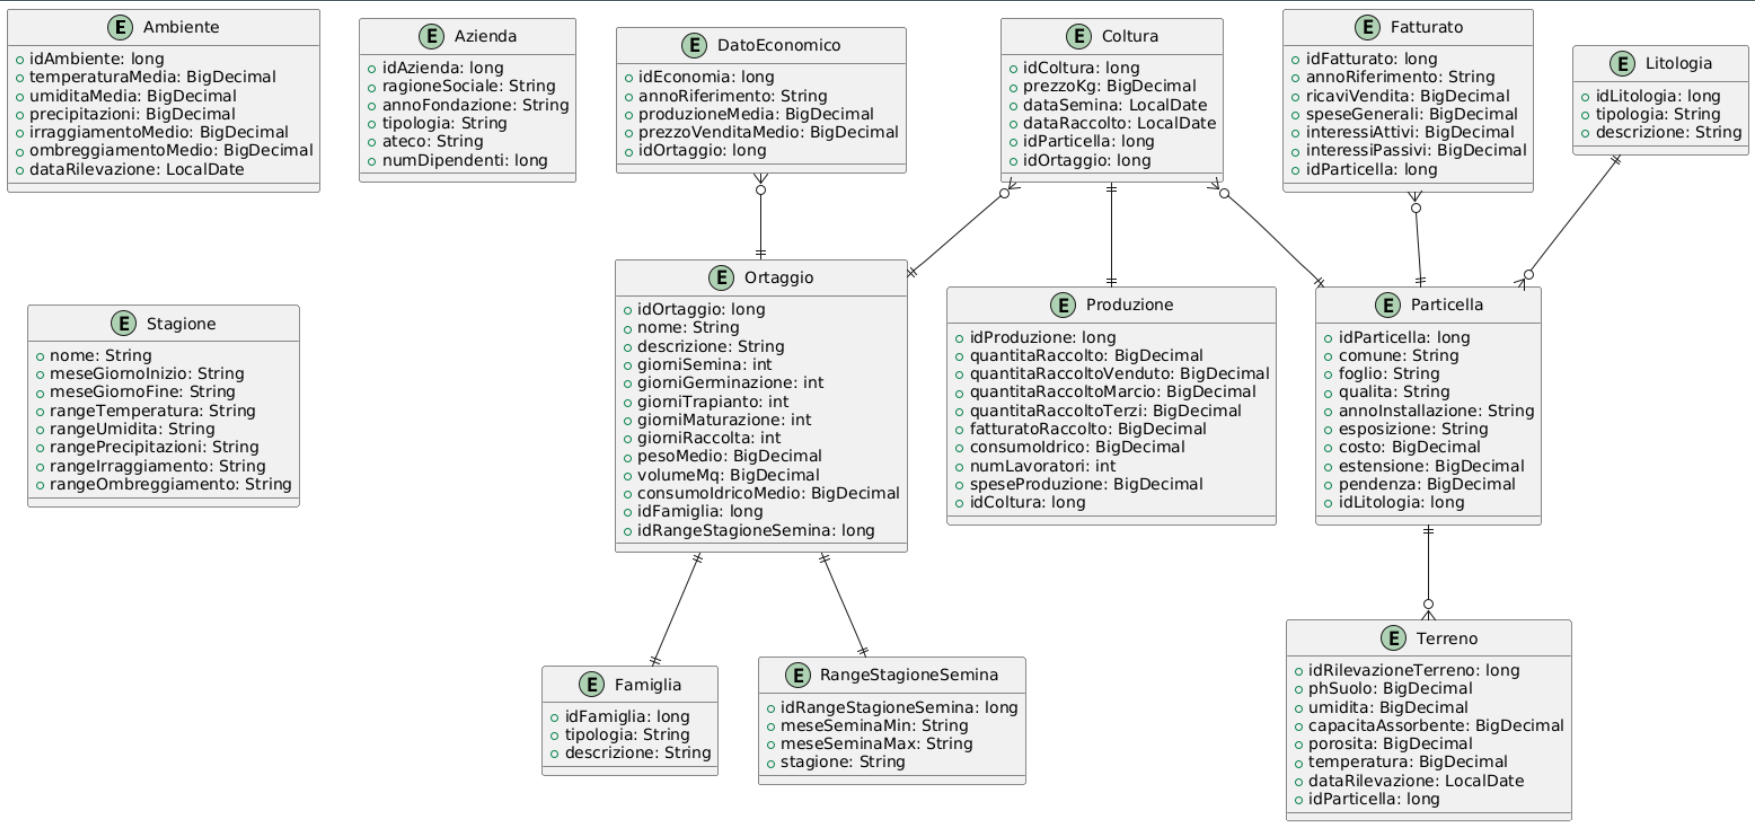 E Ambiente
idAmbiente: long
temperaturaMedia: BigDecimal
umiditaMedia: BigDecimal
precipitazioni: BigDecimal
irraggiamentoMedio: BigDecimal
ombreggiamentoMedio: BigDecimal
dataRilevazione: LocalDate
E Azienda
idAzienda: long
ragioneSociale: String
annoFondazione: String
tipologia: String
ateco: String
numDipendenti: long
E DatoEconomico
idEconomia: long
annoRiferimento: String
produzioneMedia: BigDecimal
prezzoVenditaMedio: BigDecimal
idOrtaggio: long
E Coltura
idColtura: long
prezzoKg: BigDecimal
dataSemina: LocalDate
dataRaccolto: LocalDate
idParticella: long
idOrtaggio: long
E Fatturato
idFatturato: long
annoRiferimento: String
ricaviVendita: BigDecimal
speseGenerali: BigDecimal
interessiAttivi: BigDecimal
interessiPassivi: BigDecimal
idParticella: long
E Litologia
idLitologia: long
tipologia: String
descrizione: String
E Stagione
nome: String
meseGiornoInizio: String
meseGiornoFine: String
rangeTemperatura: String
rangeUmidita: String
rangePrecipitazioni: String
rangeIrraggiamento: String
rangeOmbreggiamento: String
E Ortaggio
idOrtaggio: long
nome: String
descrizione: String
giorniSemina: int
giorniGerminazione: int
giorniTrapianto: int
giorniMaturazione: int
giorniRaccolta: int
pesoMedio: BigDecimal
volumeMq: BigDecimal
consumoIdricoMedio: BigDecimal
idFamiglia: long
idRangeStagioneSemina: long
E Produzione
idProduzione: long
quantitaRaccolto: BigDecimal
quantitaRaccoltoVenduto: BigDecimal
quantitaRaccoltoMarcio: BigDecimal
quantitaRaccoltoTerzi: BigDecimal
fatturatoRaccolto: BigDecimal
consumoIdrico: BigDecimal
numLavoratori: int
speseProduzione: BigDecimal
idColtura: long
E Particella
idParticella: long
comune: String
foglio: String
qualita: String
annoInstallazione: String
esposizione: String
costo: BigDecimal
estensione: BigDecimal
pendenza: BigDecimal
idLitologia: long
E Famiglia
idFamiglia: long
tipologia: String
descrizione: String
E RangeStagioneSemina
idRangeStagioneSemina: long
meseSeminaMin: String
meseSeminaMax: String
stagione: String
E Terreno
idRilevazioneTerreno: long
phSuolo: BigDecimal
umidita: BigDecimal
capacitaAssorbente: BigDecimal
porosita: BigDecimal
temperatura: BigDecimal
dataRilevazione: LocalDate
idParticella: long